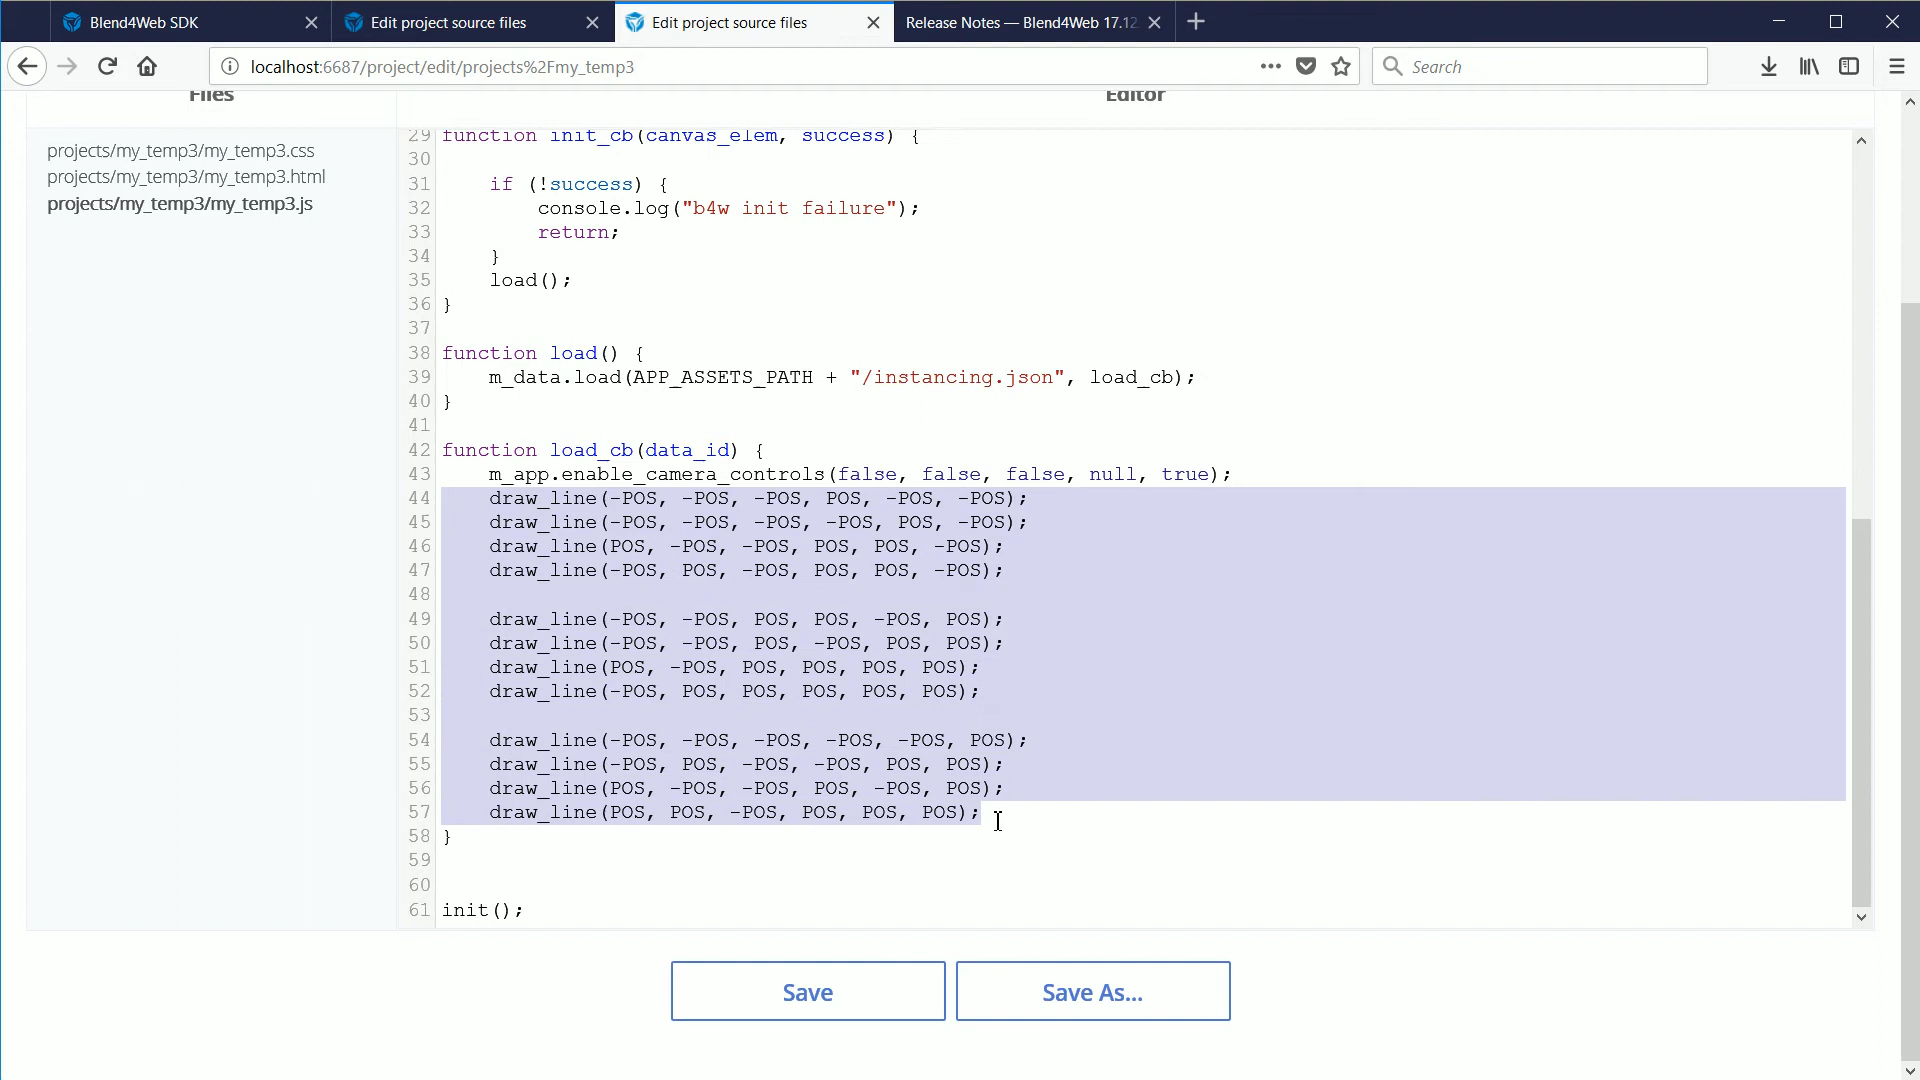 Blend4Web SDK
Edit project source files
Edit project source files
Release Notes — Blend4Web 17.12
localhost:6687/project/edit/projects%2Fmy_temp3
Search
Files
Editor
projects/my_temp3/my_temp3.css
projects/my_temp3/my_temp3.html
projects/my_temp3/my_temp3.js
29 function init_cb(canvas_elem, success) {
30
31     if (!success) {
32         console.log("b4w init failure");
33         return;
34     }
35     load();
36 }
37
38 function load() {
39     m_data.load(APP_ASSETS_PATH + "/instancing.json", load_cb);
40 }
41
42 function load_cb(data_id) {
43     m_app.enable_camera_controls(false, false, false, null, true);
44     draw_line(-POS, -POS, -POS, POS, -POS, -POS);
45     draw_line(-POS, -POS, -POS, -POS, POS, -POS);
46     draw_line(POS, -POS, -POS, POS, POS, -POS);
47     draw_line(-POS, POS, -POS, POS, POS, -POS);
48
49     draw_line(-POS, -POS, POS, POS, -POS, POS);
50     draw_line(-POS, -POS, POS, -POS, POS, POS);
51     draw_line(POS, -POS, POS, POS, POS, POS);
52     draw_line(-POS, POS, POS, POS, POS, POS);
53
54     draw_line(-POS, -POS, -POS, -POS, -POS, POS);
55     draw_line(-POS, POS, -POS, -POS, POS, POS);
56     draw_line(POS, -POS, -POS, POS, -POS, POS);
57     draw_line(POS, POS, -POS, POS, POS, POS);
58 }
59
60
61 init();
Save
Save As...